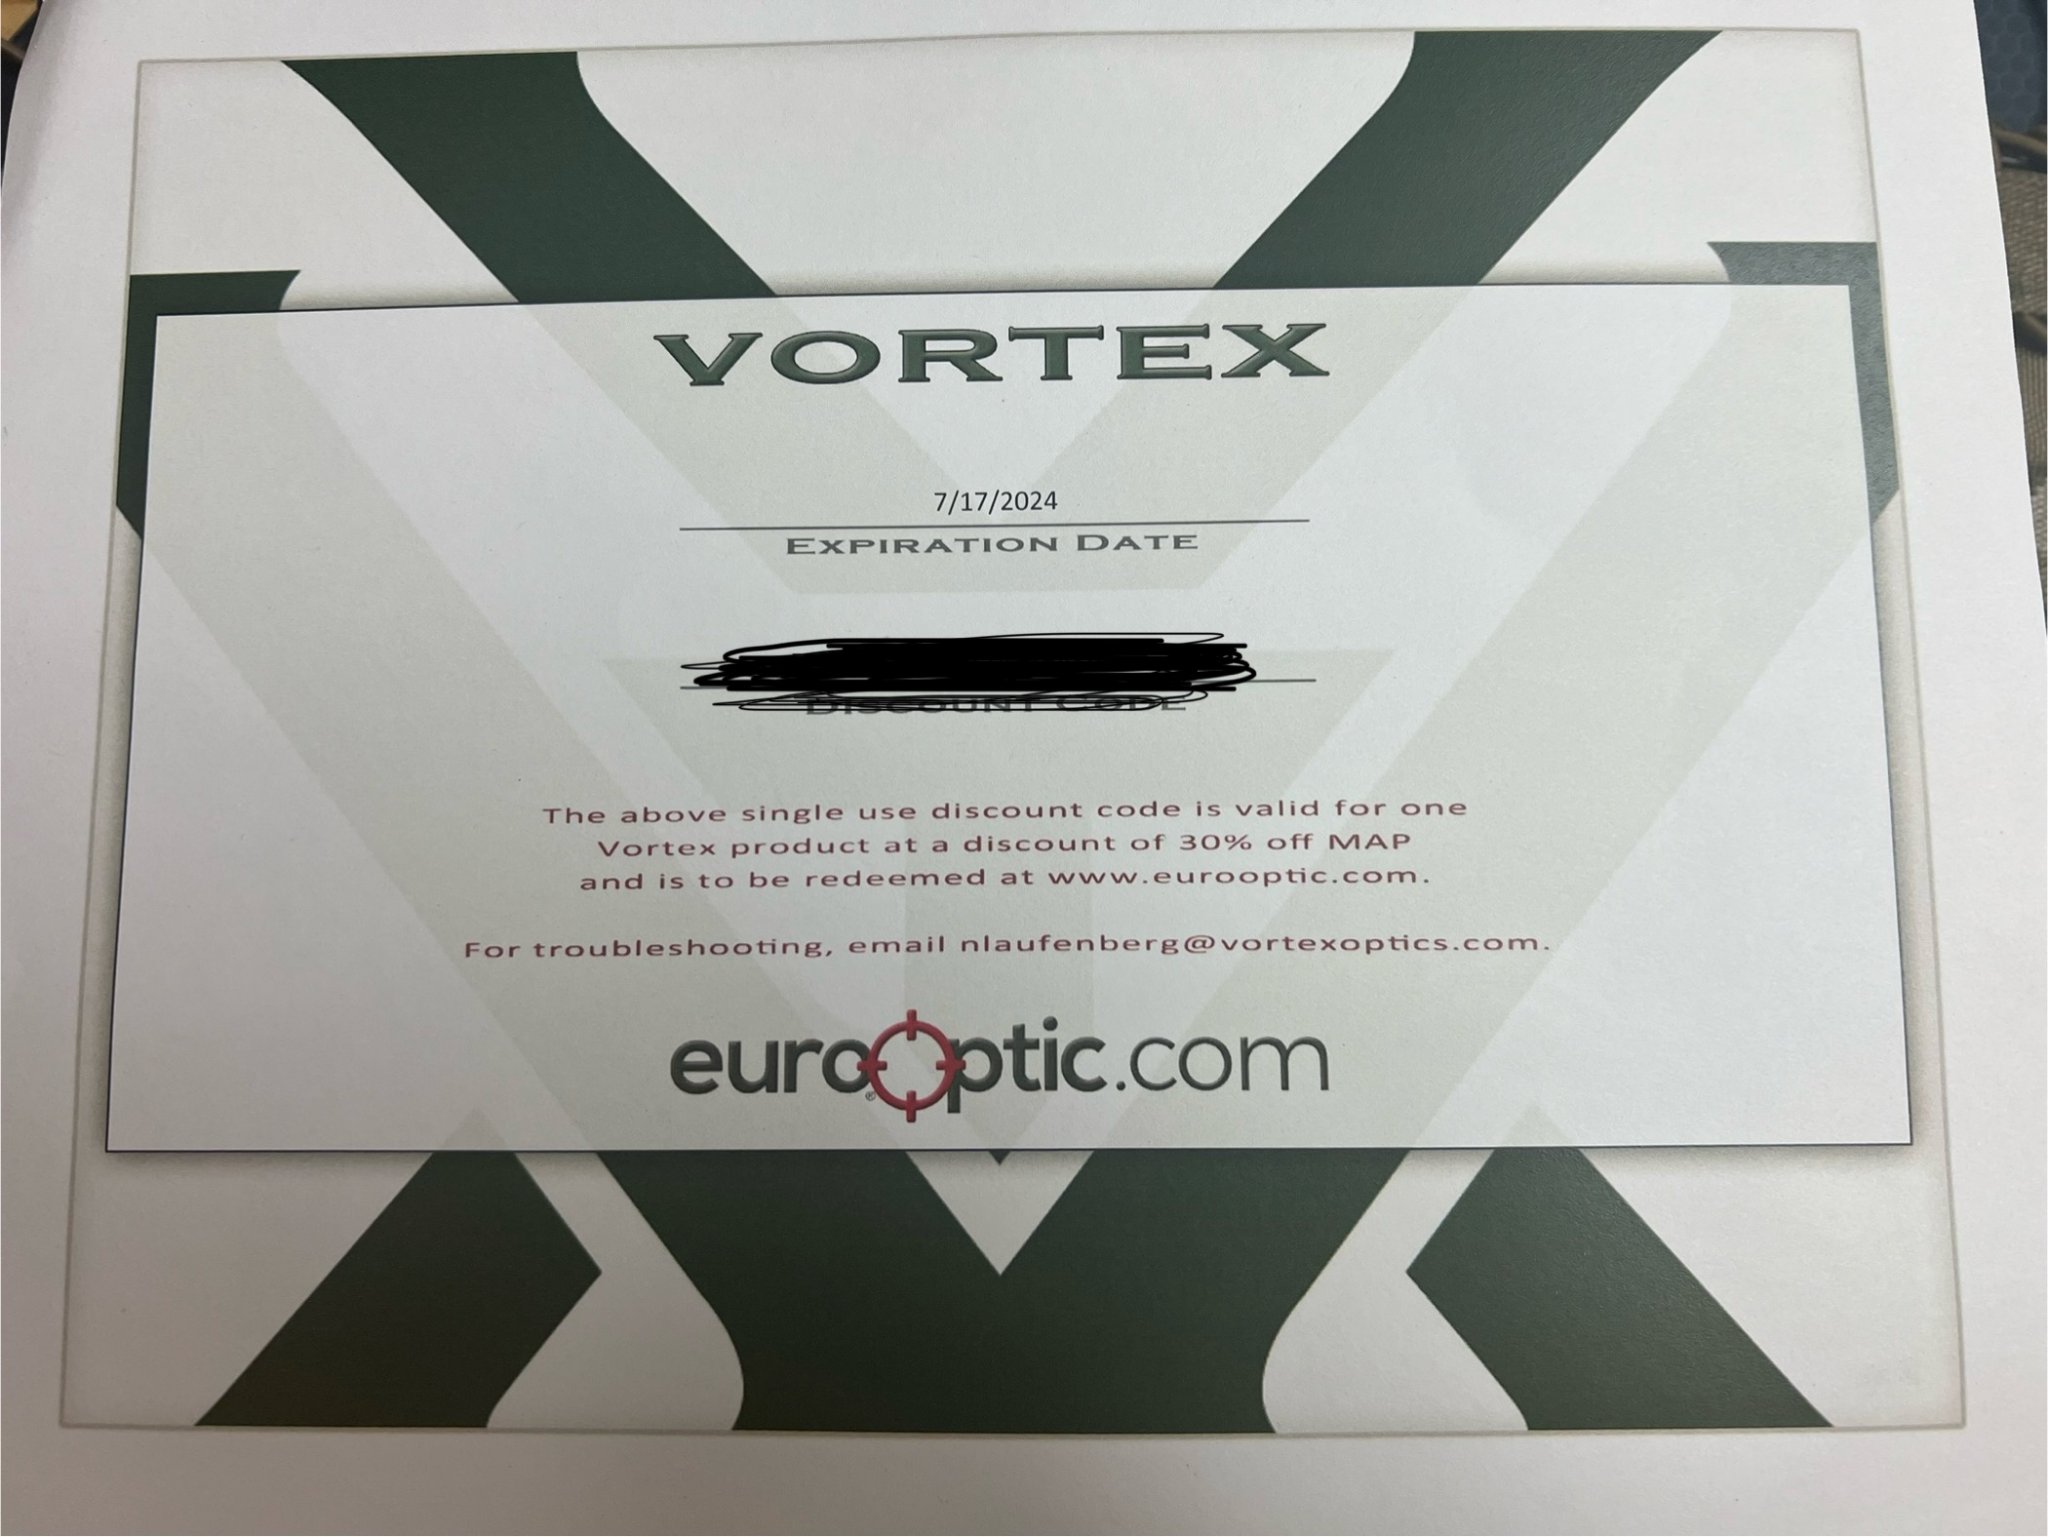 VORTEX
7/17/2024
EXPIRATION DATE
DISCOUNT CODE
The above single use discount code is valid for one
Vortex product at a discount of 30% off MAP
and is to be redeemed at www.eurooptic.com.
For troubleshooting, email nlaufenberg@vortexoptics.com.
euroOptic.com